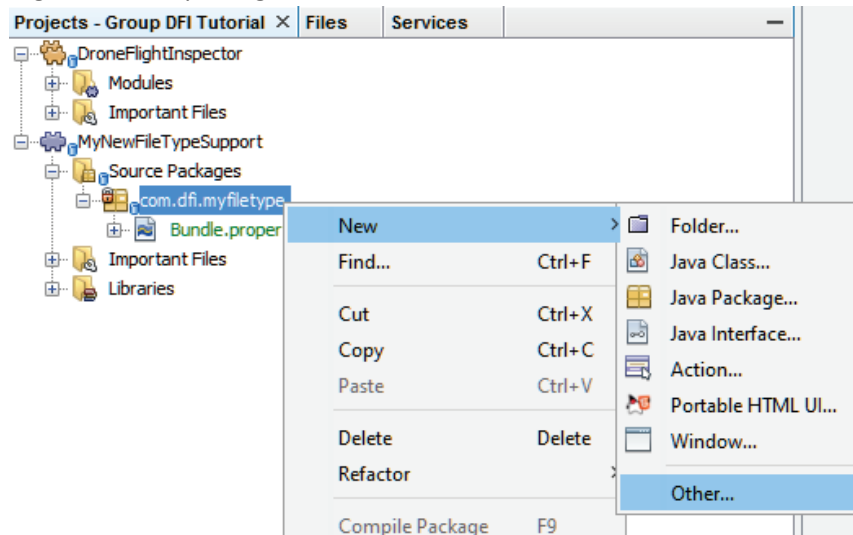 Projects - Group DFI Tutorial × Files Services
DroneFlightInspector
Modules
Important Files
MyNewFileTypeSupport
Source Packages
com.dfi.myfiletype
Bundle.proper
Important Files
Libraries
New
Find... Ctrl+F
Cut Ctrl+X
Copy Ctrl+C
Paste Ctrl+V
Delete Delete
Refactor
Compile Package F9
Folder...
Java Class...
Java Package...
Java Interface...
Action...
Portable HTML UI...
Window...
Other...